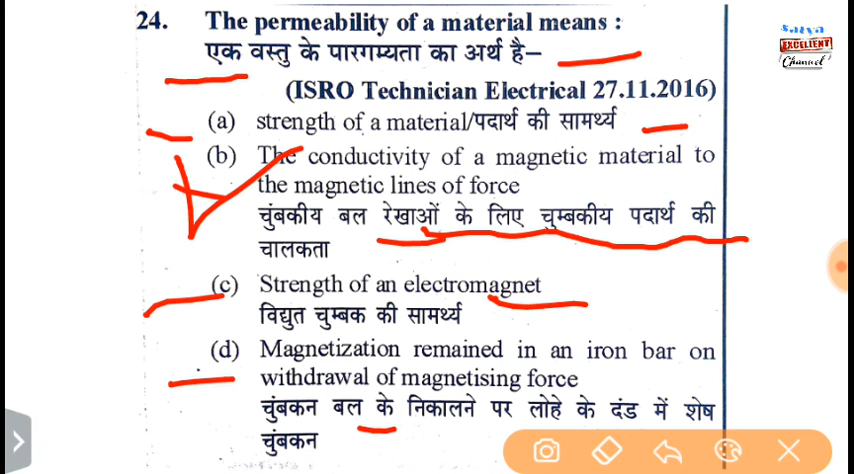 Satya
EXCELLENT
Channel
24. The permeability of a material means :
एक वस्तु के पारगम्यता का अर्थ है–
(ISRO Technician Electrical 27.11.2016)
(a) strength of a material/पदार्थ की सामर्थ्य
(b) The conductivity of a magnetic material to
the magnetic lines of force
चुंबकीय बल रेखाओं के लिए चुम्बकीय पदार्थ की
चालकता
(c) Strength of an electromagnet
विद्युत चुम्बक की सामर्थ्य
(d) Magnetization remained in an iron bar on
withdrawal of magnetising force
चुंबकन बल के निकालने पर लोहे के दंड में शेष
चुंबकन